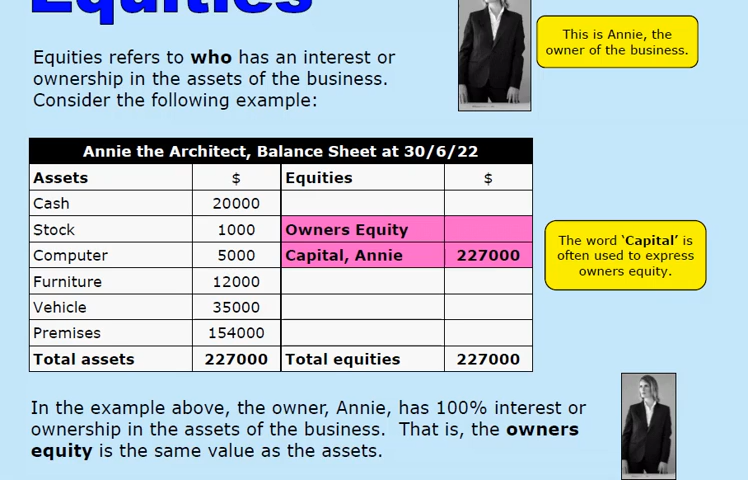 Equities
This is Annie, the
owner of the business.
Equities refers to who has an interest or
ownership in the assets of the business.
Consider the following example:
Annie the Architect, Balance Sheet at 30/6/22
Assets $ Equities $
Cash 20000
Stock 1000 Owners Equity
Computer 5000 Capital, Annie 227000
Furniture 12000
Vehicle 35000
Premises 154000
Total assets 227000 Total equities 227000
The word ‘Capital’ is
often used to express
owners equity.
In the example above, the owner, Annie, has 100% interest or
ownership in the assets of the business. That is, the owners
equity is the same value as the assets.